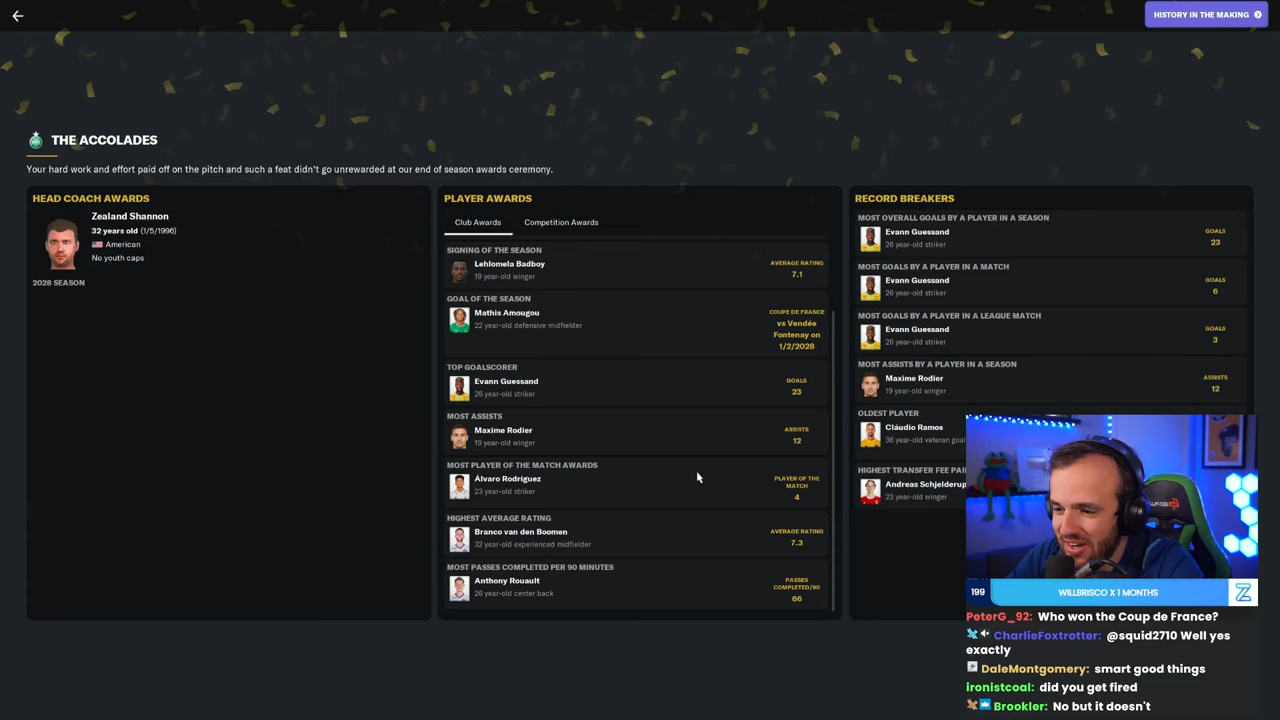 HISTORY IN THE MAKING
THE ACCOLADES
Your hard work and effort paid off on the pitch and such a feat didn't go unrewarded at our end of season awards ceremony.
HEAD COACH AWARDS
Zealand Shannon
32 years old (1/5/1996)
American
No youth caps
2028 SEASON
PLAYER AWARDS
Club Awards
Competition Awards
SIGNING OF THE SEASON
Lehlomela Badboy
19 year-old winger
AVERAGE RATING
7.1
GOAL OF THE SEASON
Mathis Amougou
22 year-old defensive midfielder
COUPE DE FRANCE
vs Vendée
Fontenay on
1/2/2028
TOP GOALSCORER
Evann Guessand
26 year-old striker
GOALS
23
MOST ASSISTS
Maxime Rodier
19 year-old winger
ASSISTS
12
MOST PLAYER OF THE MATCH AWARDS
Álvaro Rodríguez
23 year-old striker
PLAYER OF THE
MATCH
4
HIGHEST AVERAGE RATING
Branco van den Boomen
32 year-old experienced midfielder
AVERAGE RATING
7.3
MOST PASSES COMPLETED PER 90 MINUTES
Anthony Rouault
26 year-old center back
PASSES
COMPLETED/90
66
RECORD BREAKERS
MOST OVERALL GOALS BY A PLAYER IN A SEASON
Evann Guessand
26 year-old striker
GOALS
23
MOST GOALS BY A PLAYER IN A MATCH
Evann Guessand
26 year-old striker
GOALS
6
MOST GOALS BY A PLAYER IN A LEAGUE MATCH
Evann Guessand
26 year-old striker
GOALS
3
MOST ASSISTS BY A PLAYER IN A SEASON
Maxime Rodier
19 year-old winger
ASSISTS
12
OLDEST PLAYER
Cláudio Ramos
36 year-old veteran goal
HIGHEST TRANSFER FEE PAI
Andreas Schjelderup
23 year-old winger
199
WILLBRISCO X 1 MONTHS
Z
PeterG_92: Who won the Coup de France?
CharlieFoxtrotter: @squid2710 Well yes
exactly
DaleMontgomery: smart good things
ironistcoal: did you get fired
Brookler: No but it doesn't